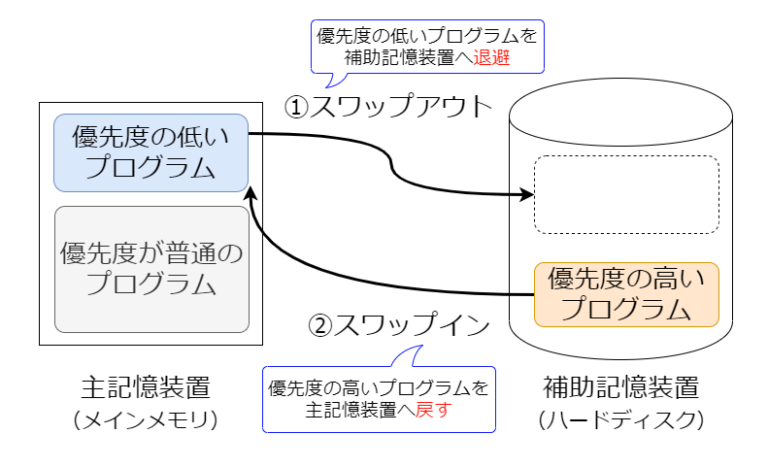 優先度の低いプログラムを
補助記憶装置へ退避
①スワップアウト
優先度の低い
プログラム
優先度が普通の
プログラム
優先度の高い
プログラム
②スワップイン
優先度の高いプログラムを
主記憶装置へ戻す
主記憶装置
（メインメモリ）
補助記憶装置
（ハードディスク）